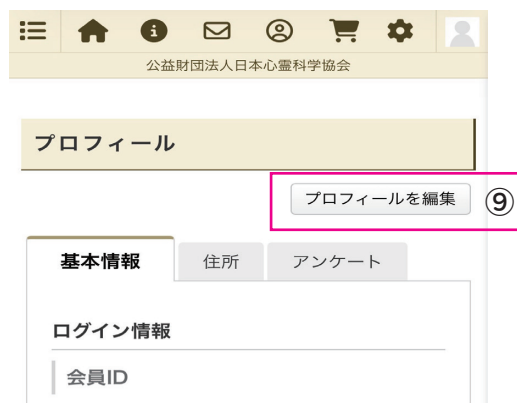 公益財団法人日本心霊科学協会
プロフィール
プロフィールを編集 ⑨
基本情報 住所 アンケート
ログイン情報
会員ID